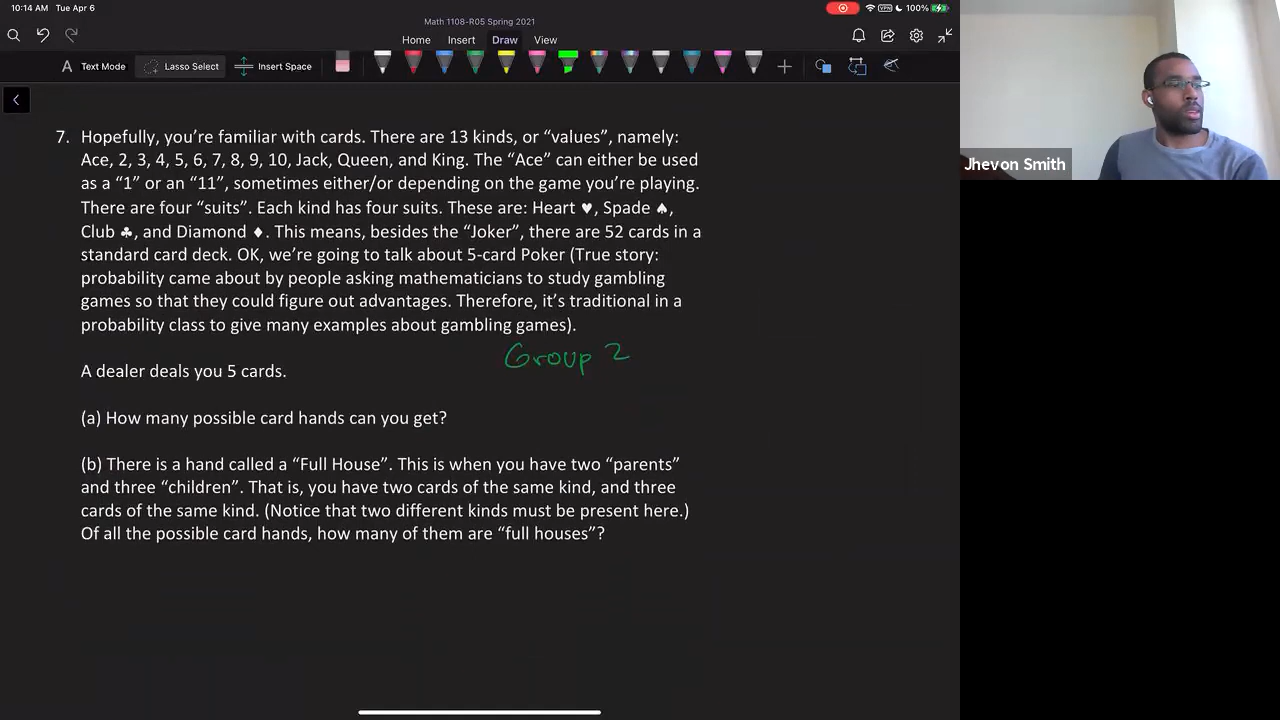 10:14 AM Tue Apr 6
VPN 100%
Math 1108-R05 Spring 2021
Home Insert Draw View
Text Mode Lasso Select Insert Space
7. Hopefully, you’re familiar with cards. There are 13 kinds, or “values”, namely:
Ace, 2, 3, 4, 5, 6, 7, 8, 9, 10, Jack, Queen, and King. The “Ace” can either be used
as a “1” or an “11”, sometimes either/or depending on the game you’re playing.
There are four “suits”. Each kind has four suits. These are: Heart ♥, Spade ♠,
Club ♣, and Diamond ♦. This means, besides the “Joker”, there are 52 cards in a
standard card deck. OK, we’re going to talk about 5-card Poker (True story:
probability came about by people asking mathematicians to study gambling
games so that they could figure out advantages. Therefore, it’s traditional in a
probability class to give many examples about gambling games).
Group 2
A dealer deals you 5 cards.
(a) How many possible card hands can you get?
(b) There is a hand called a “Full House”. This is when you have two “parents”
and three “children”. That is, you have two cards of the same kind, and three
cards of the same kind. (Notice that two different kinds must be present here.)
Of all the possible card hands, how many of them are “full houses”?
Jhevon Smith